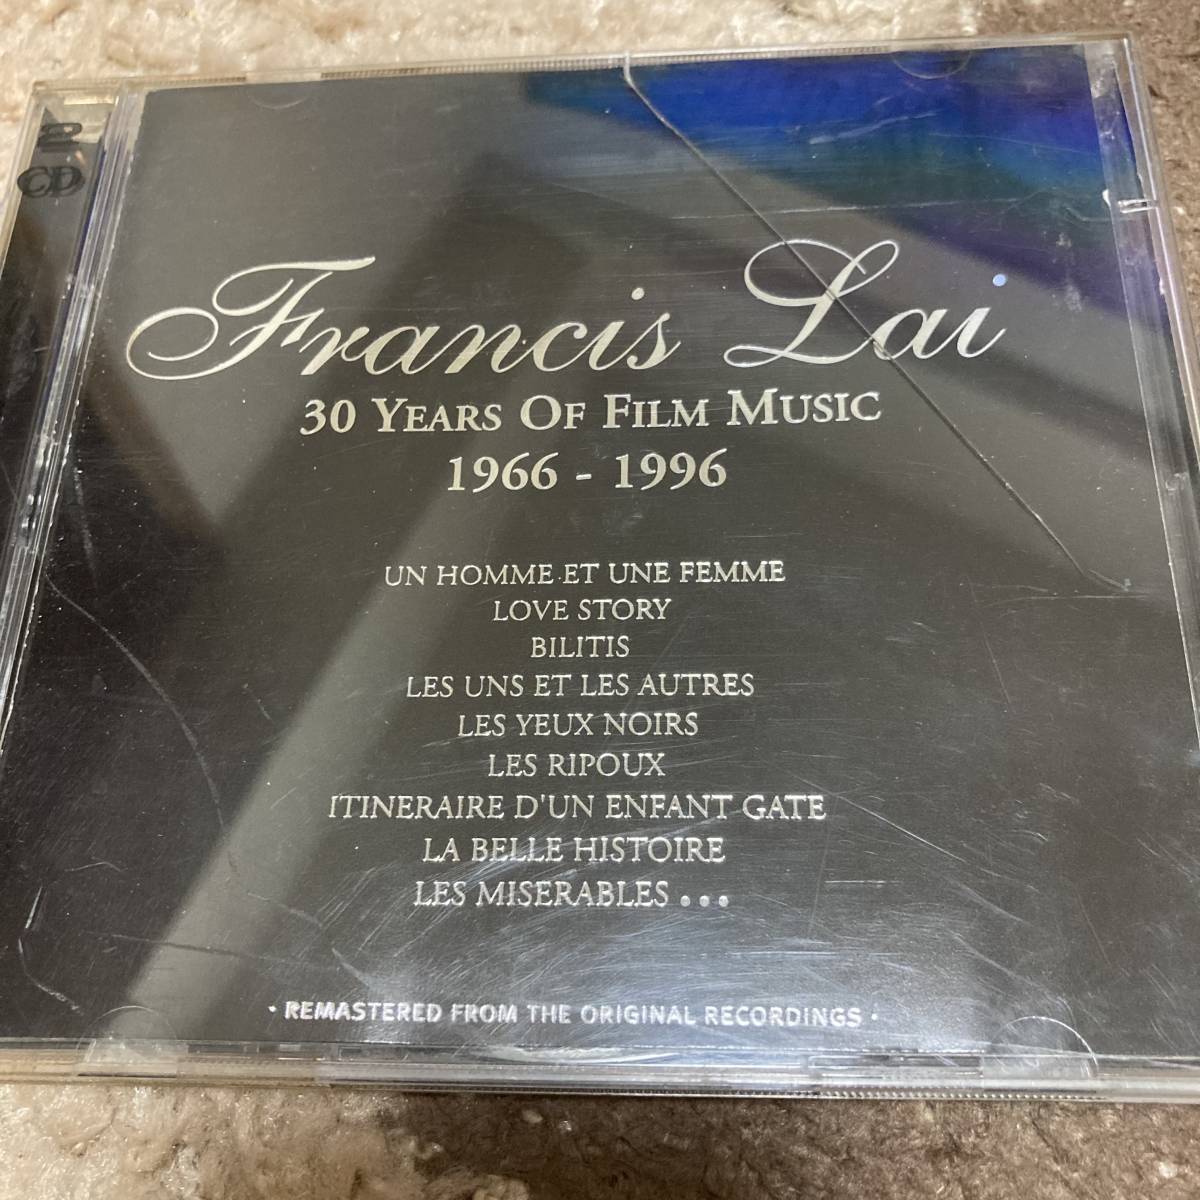 2
CD
Francis Lai
30 YEARS OF FILM MUSIC
1966 - 1996
UN HOMME ET UNE FEMME
LOVE STORY
BILITIS
LES UNS ET LES AUTRES
LES YEUX NOIRS
LES RIPOUX
ITINERAIRE D'UN ENFANT GATE
LA BELLE HISTOIRE
LES MISERABLES ...
· REMASTERED FROM THE ORIGINAL RECORDINGS ·